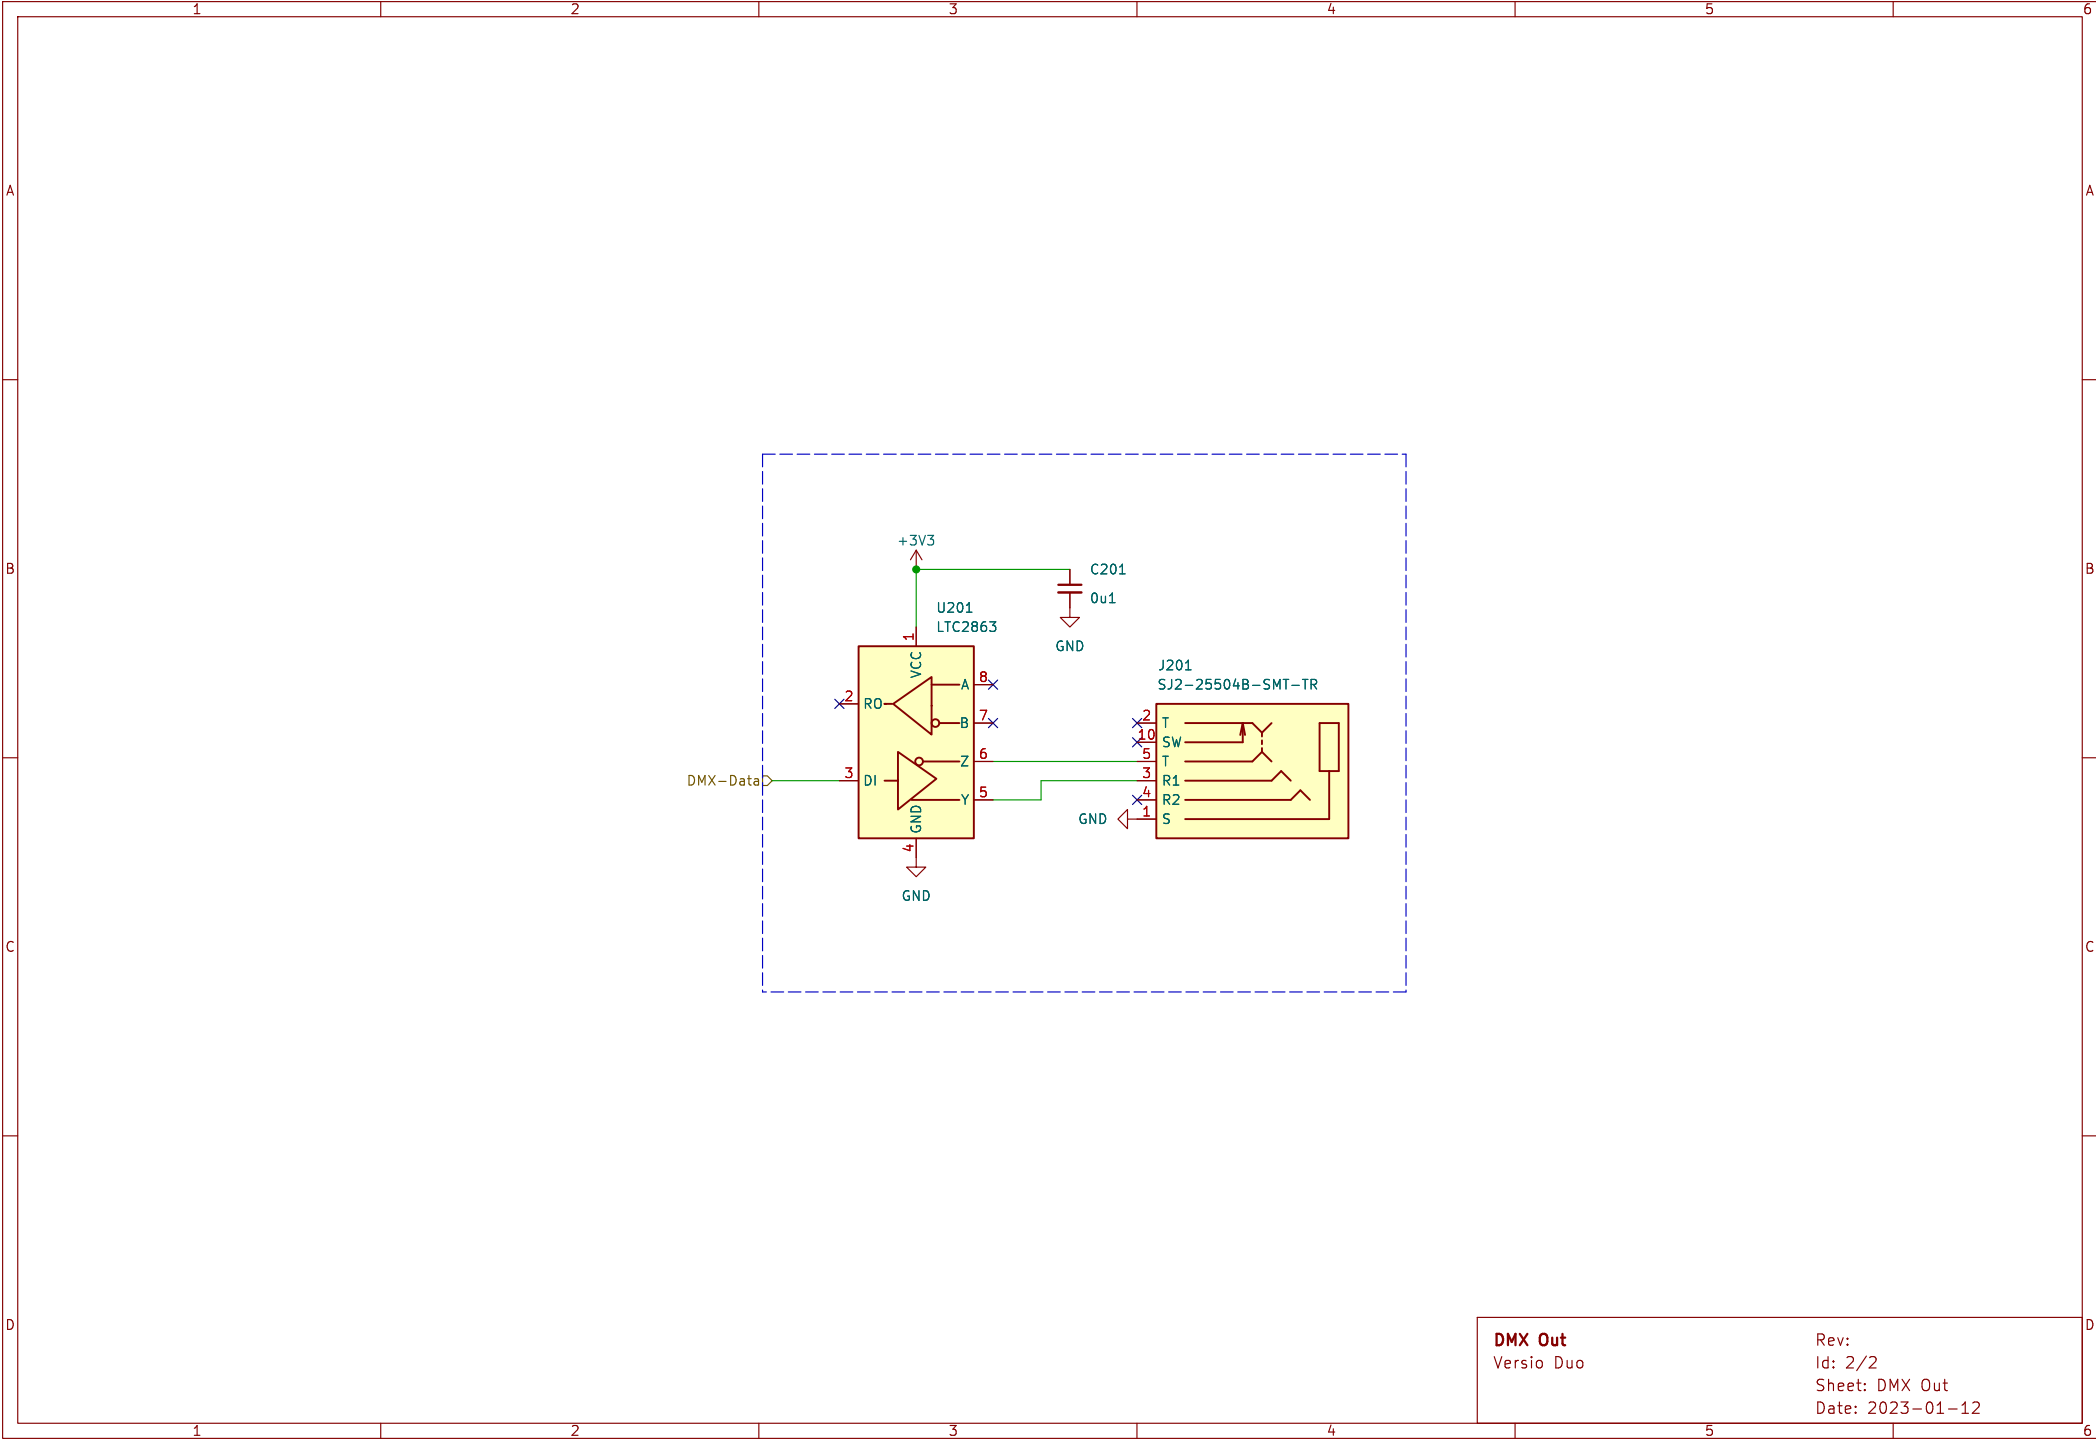 1 2 3 4 5 6
A A
+3V3
C201
B B
0u1
U201
LTC2863
GND
1
VCC
J201
8 A
SJ2-25504B-SMT-TR
2 RO
7 B
2 T
10 SW
6 Z
5 T
DMX-Data
3 DI
3 R1
5 Y
4 R2
GND
GND
1 S
4
GND
C C
D D
DMX Out
Versio Duo
Rev:
Id: 2/2
Sheet: DMX Out
Date: 2023-01-12
1 2 3 4 5 6